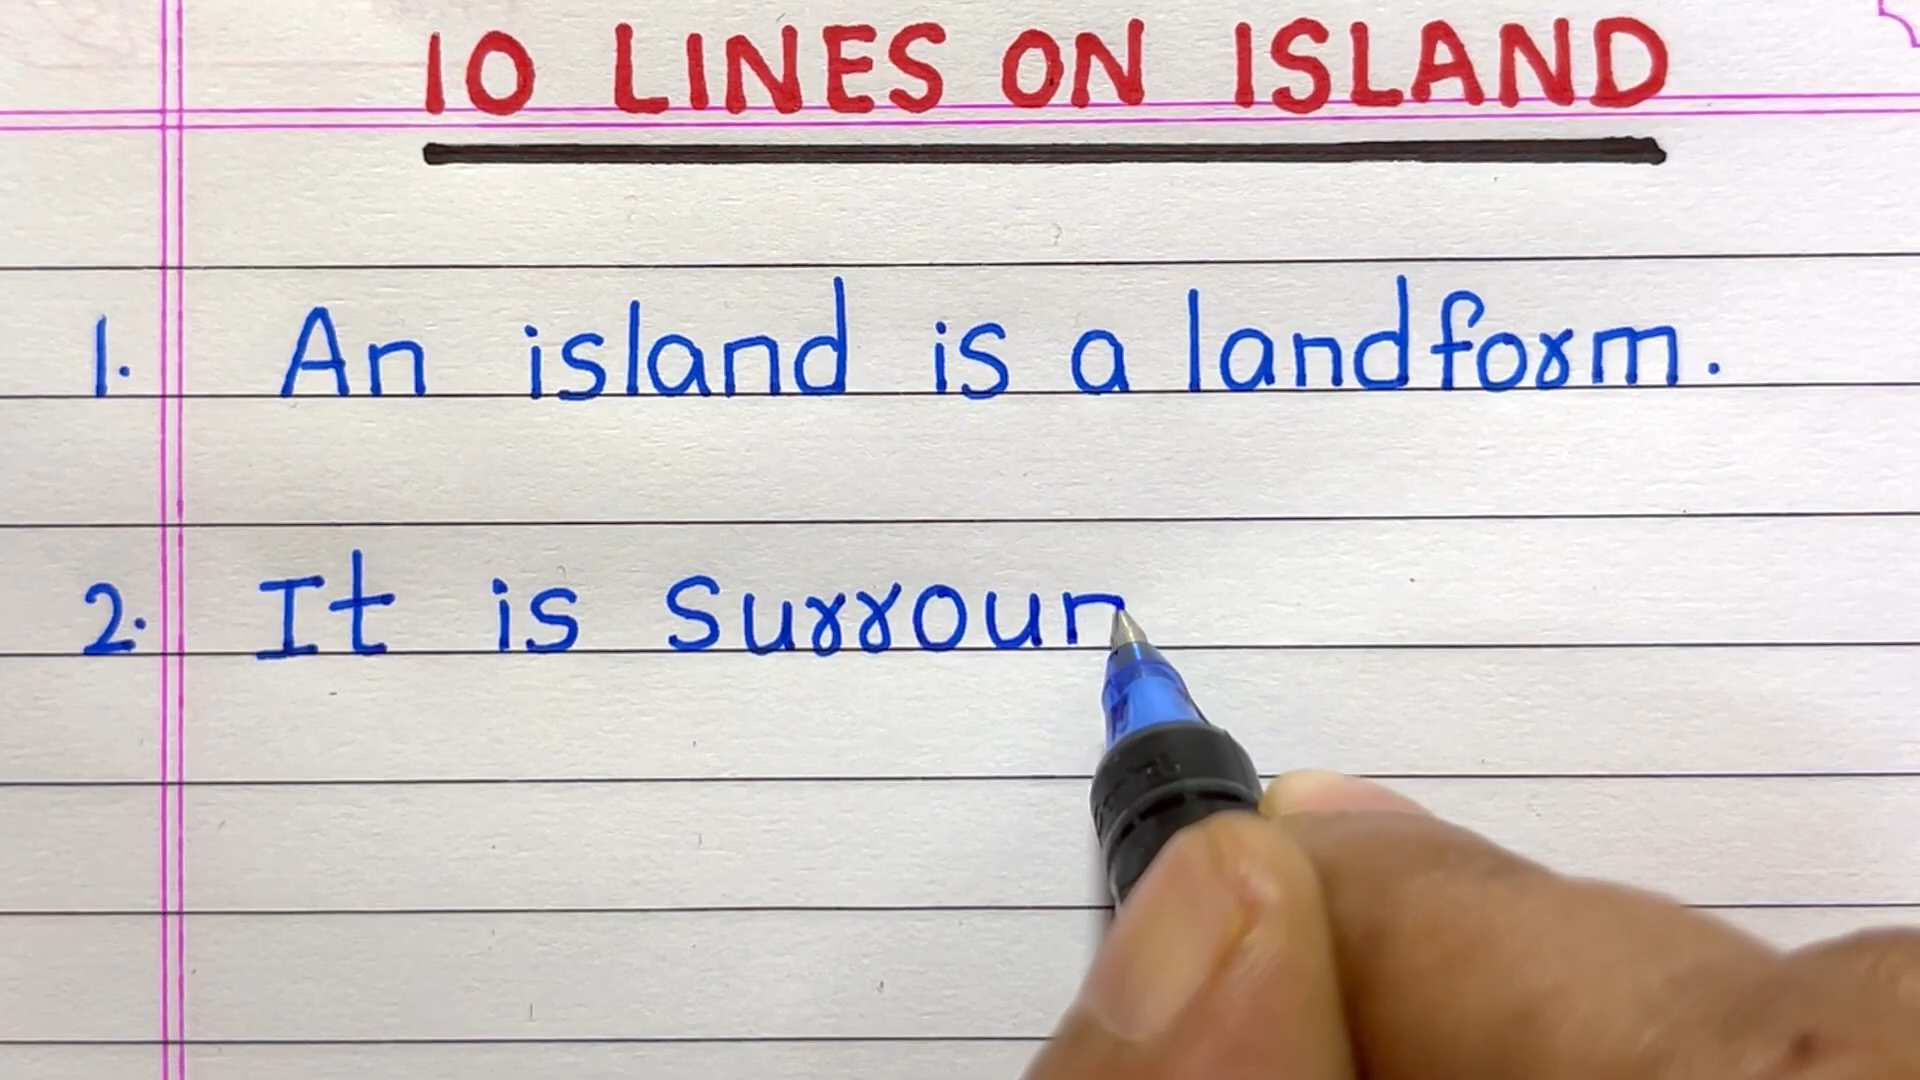 10 LINES ON ISLAND
1. An island is a landform.
2. It is Surroun